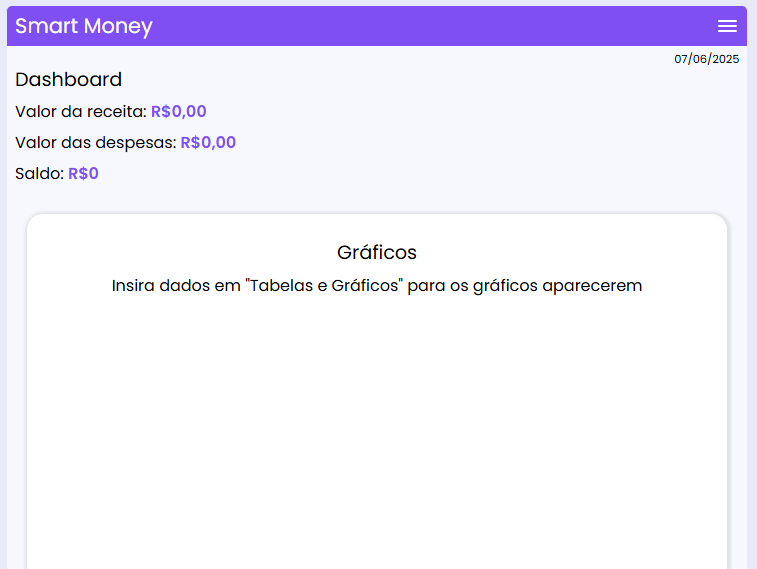 Smart Money
07/06/2025
Dashboard
Valor da receita: R$0,00
Valor das despesas: R$0,00
Saldo: R$0
Gráficos
Insira dados em "Tabelas e Gráficos" para os gráficos aparecerem